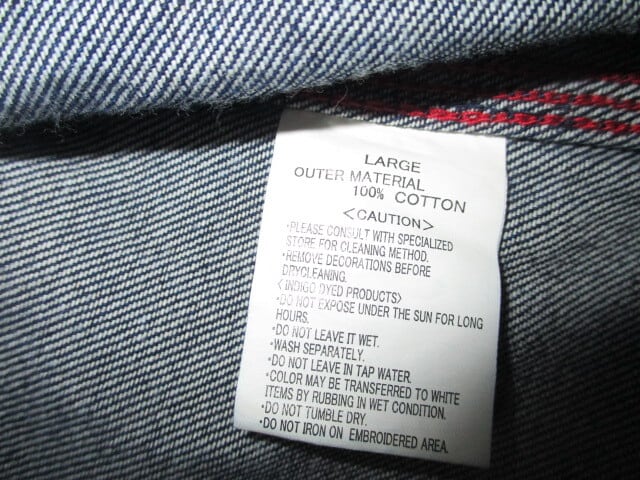 LARGE
OUTER MATERIAL
100% COTTON
<CAUTION>
・PLEASE CONSULT WITH SPECIALIZED
STORE FOR CLEANING METHOD.
・REMOVE DECORATIONS BEFORE
DRYCLEANING.
<INDIGO DYED PRODUCTS>
・DO NOT EXPOSE UNDER THE SUN FOR LONG
HOURS.
・DO NOT LEAVE IT WET.
・WASH SEPARATELY.
・DO NOT LEAVE IN TAP WATER.
・COLOR MAY BE TRANSFERRED TO WHITE
ITEMS BY RUBBING IN WET CONDITION.
・DO NOT TUMBLE DRY.
・DO NOT IRON ON EMBROIDERED AREA.